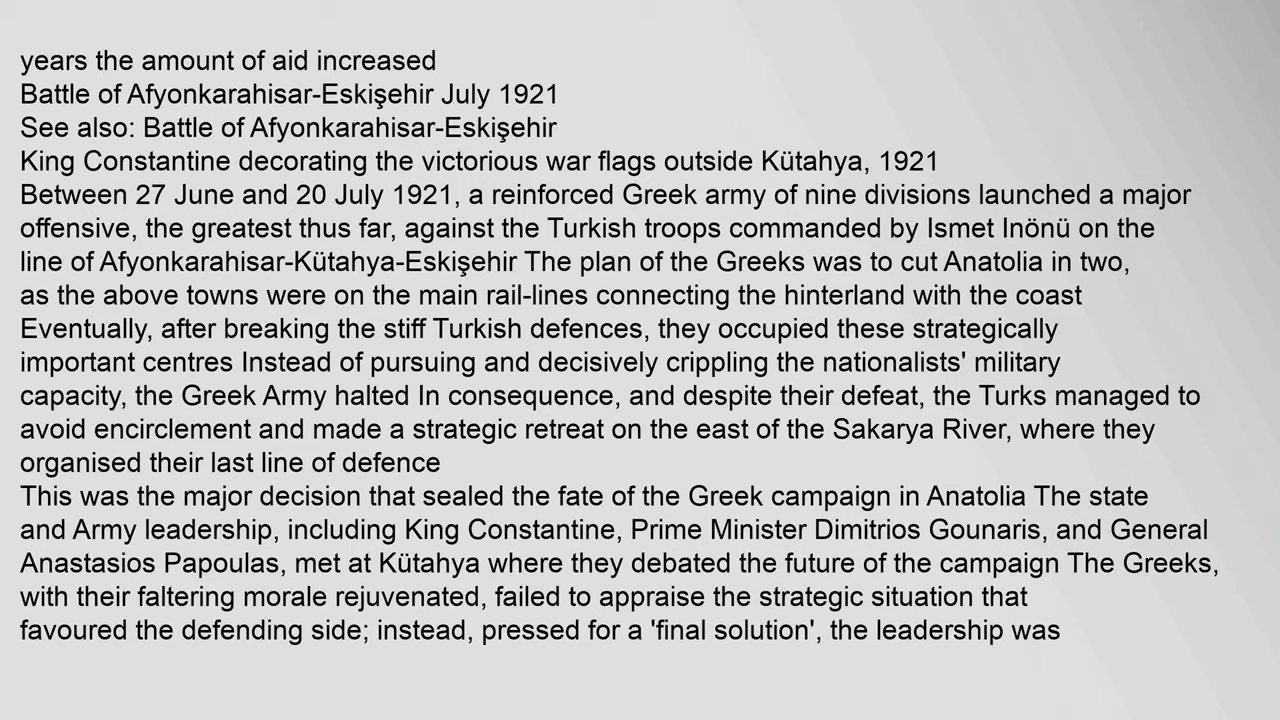 years the amount of aid increased
Battle of Afyonkarahisar-Eskişehir July 1921
See also: Battle of Afyonkarahisar-Eskişehir
King Constantine decorating the victorious war flags outside Kütahya, 1921
Between 27 June and 20 July 1921, a reinforced Greek army of nine divisions launched a major
offensive, the greatest thus far, against the Turkish troops commanded by Ismet Inönü on the
line of Afyonkarahisar-Kütahya-Eskişehir The plan of the Greeks was to cut Anatolia in two,
as the above towns were on the main rail-lines connecting the hinterland with the coast
Eventually, after breaking the stiff Turkish defences, they occupied these strategically
important centres Instead of pursuing and decisively crippling the nationalists' military
capacity, the Greek Army halted In consequence, and despite their defeat, the Turks managed to
avoid encirclement and made a strategic retreat on the east of the Sakarya River, where they
organised their last line of defence
This was the major decision that sealed the fate of the Greek campaign in Anatolia The state
and Army leadership, including King Constantine, Prime Minister Dimitrios Gounaris, and General
Anastasios Papoulas, met at Kütahya where they debated the future of the campaign The Greeks,
with their faltering morale rejuvenated, failed to appraise the strategic situation that
favoured the defending side; instead, pressed for a 'final solution', the leadership was